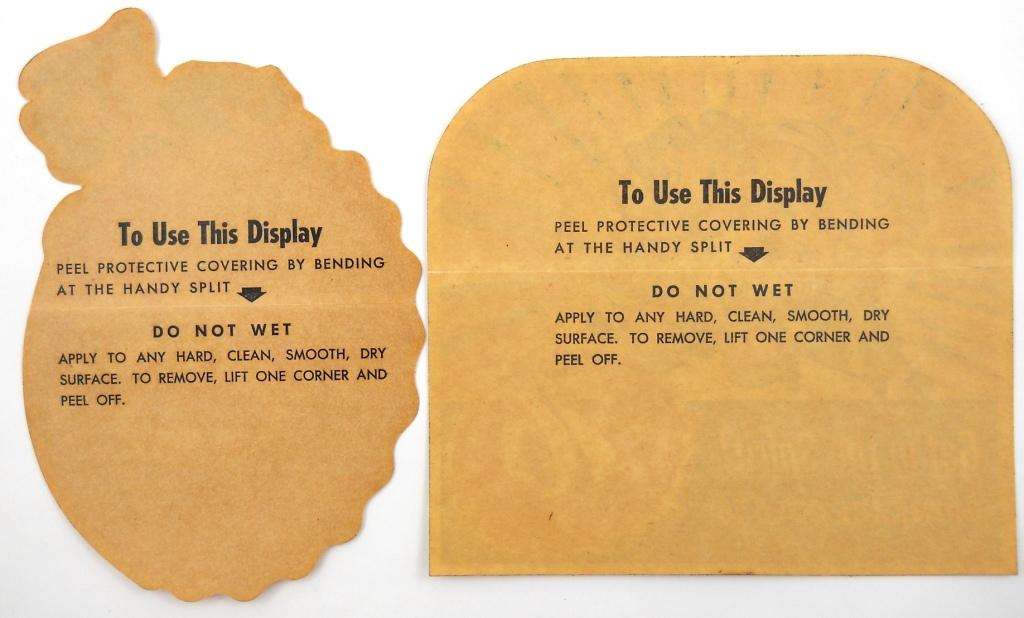 To Use This Display
PEEL PROTECTIVE COVERING BY BENDING
AT THE HANDY SPLIT
DO NOT WET
APPLY TO ANY HARD, CLEAN, SMOOTH, DRY
SURFACE. TO REMOVE, LIFT ONE CORNER AND
PEEL OFF.
To Use This Display
PEEL PROTECTIVE COVERING BY BENDING
AT THE HANDY SPLIT
DO NOT WET
APPLY TO ANY HARD, CLEAN, SMOOTH, DRY
SURFACE. TO REMOVE, LIFT ONE CORNER AND
PEEL OFF.